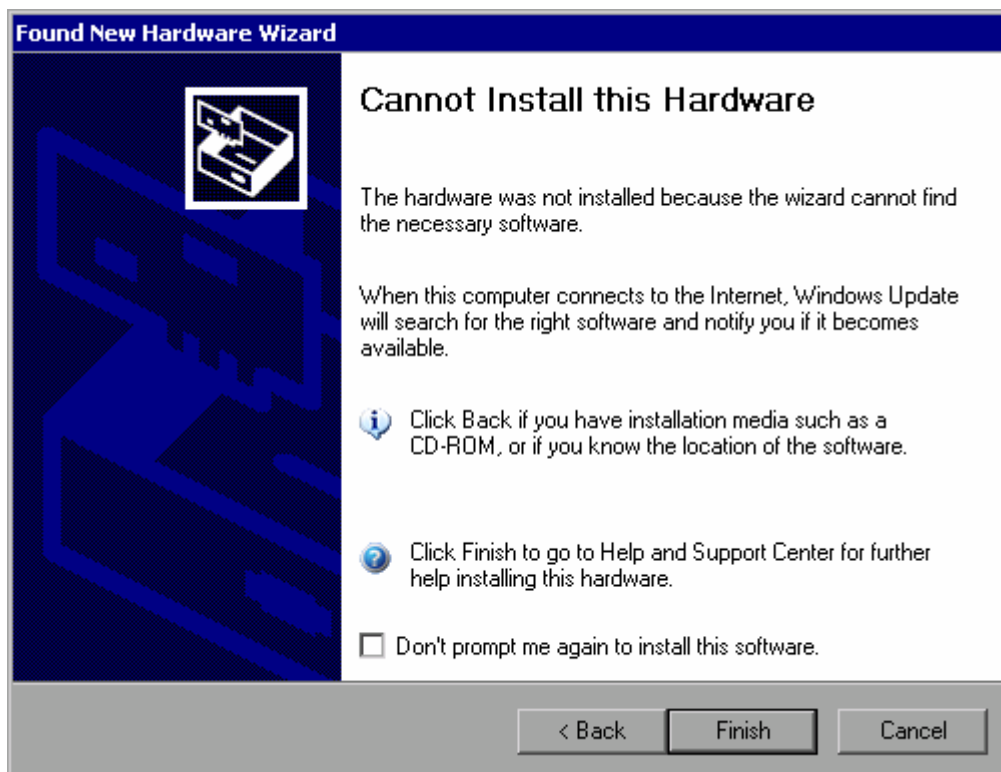 Found New Hardware Wizard
Cannot Install this Hardware
The hardware was not installed because the wizard cannot find
the necessary software.
When this computer connects to the Internet, Windows Update
will search for the right software and notify you if it becomes
available.
Click Back if you have installation media such as a
CD-ROM, or if you know the location of the software.
Click Finish to go to Help and Support Center for further
help installing this hardware.
Don't prompt me again to install this software.
< Back Finish Cancel